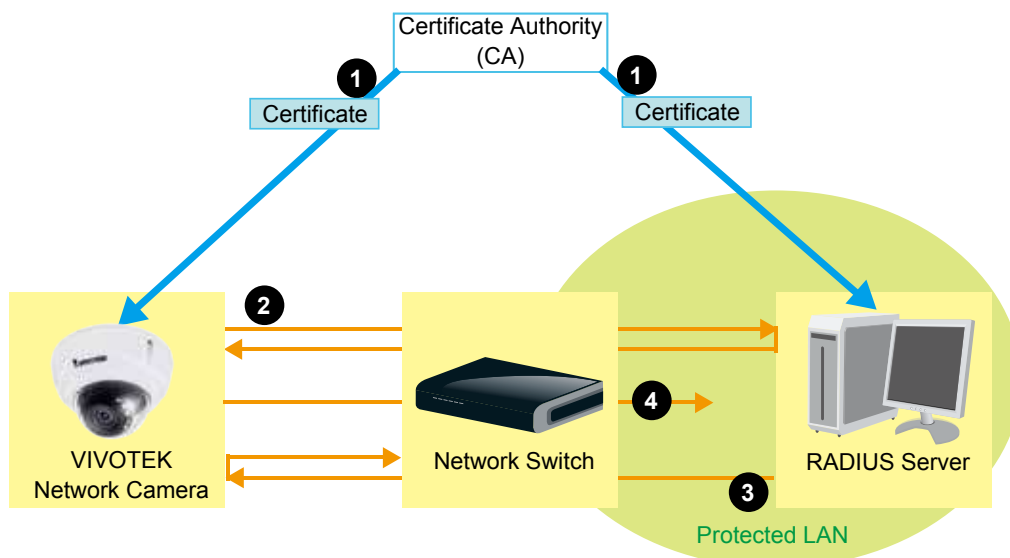 Certificate Authority
(CA)
1
1
Certificate
Certificate
2
4
VIVOTEK
Network Camera
Network Switch
RADIUS Server
3
Protected LAN